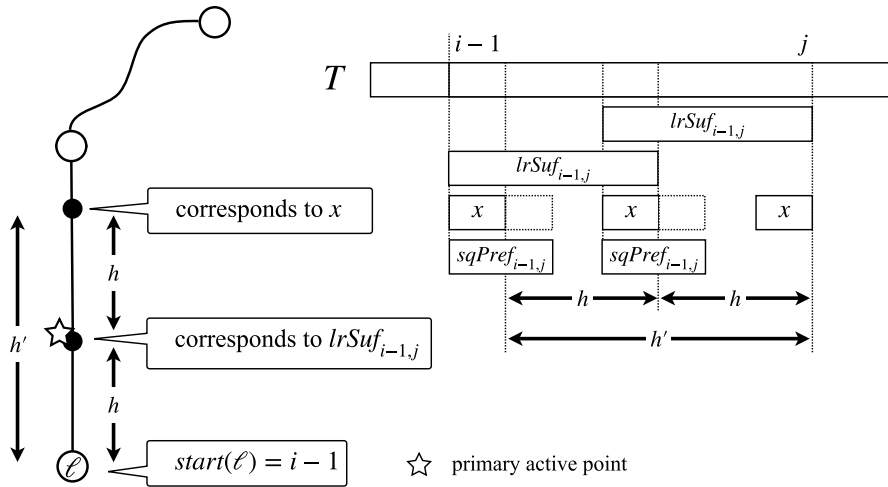 i − 1
j
T
lrSuf_{i−1,j}
lrSuf_{i−1,j}
x
x
x
sqPref_{i−1,j}
sqPref_{i−1,j}
h
h
h′
corresponds to x
h
h′
corresponds to lrSuf_{i−1,j}
h
ℓ
start(ℓ) = i − 1
primary active point